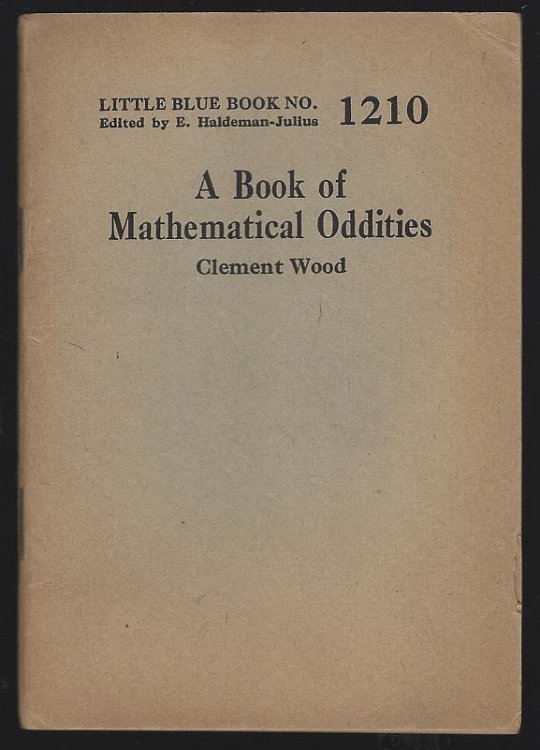 LITTLE BLUE BOOK NO. 1210
Edited by E. Haldeman-Julius
A Book of
Mathematical Oddities
Clement Wood